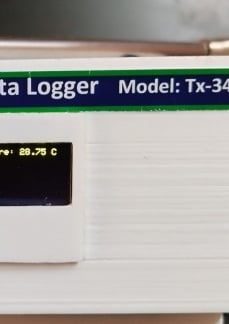 ta Logger Model: Tx-34
re: 28.75 C